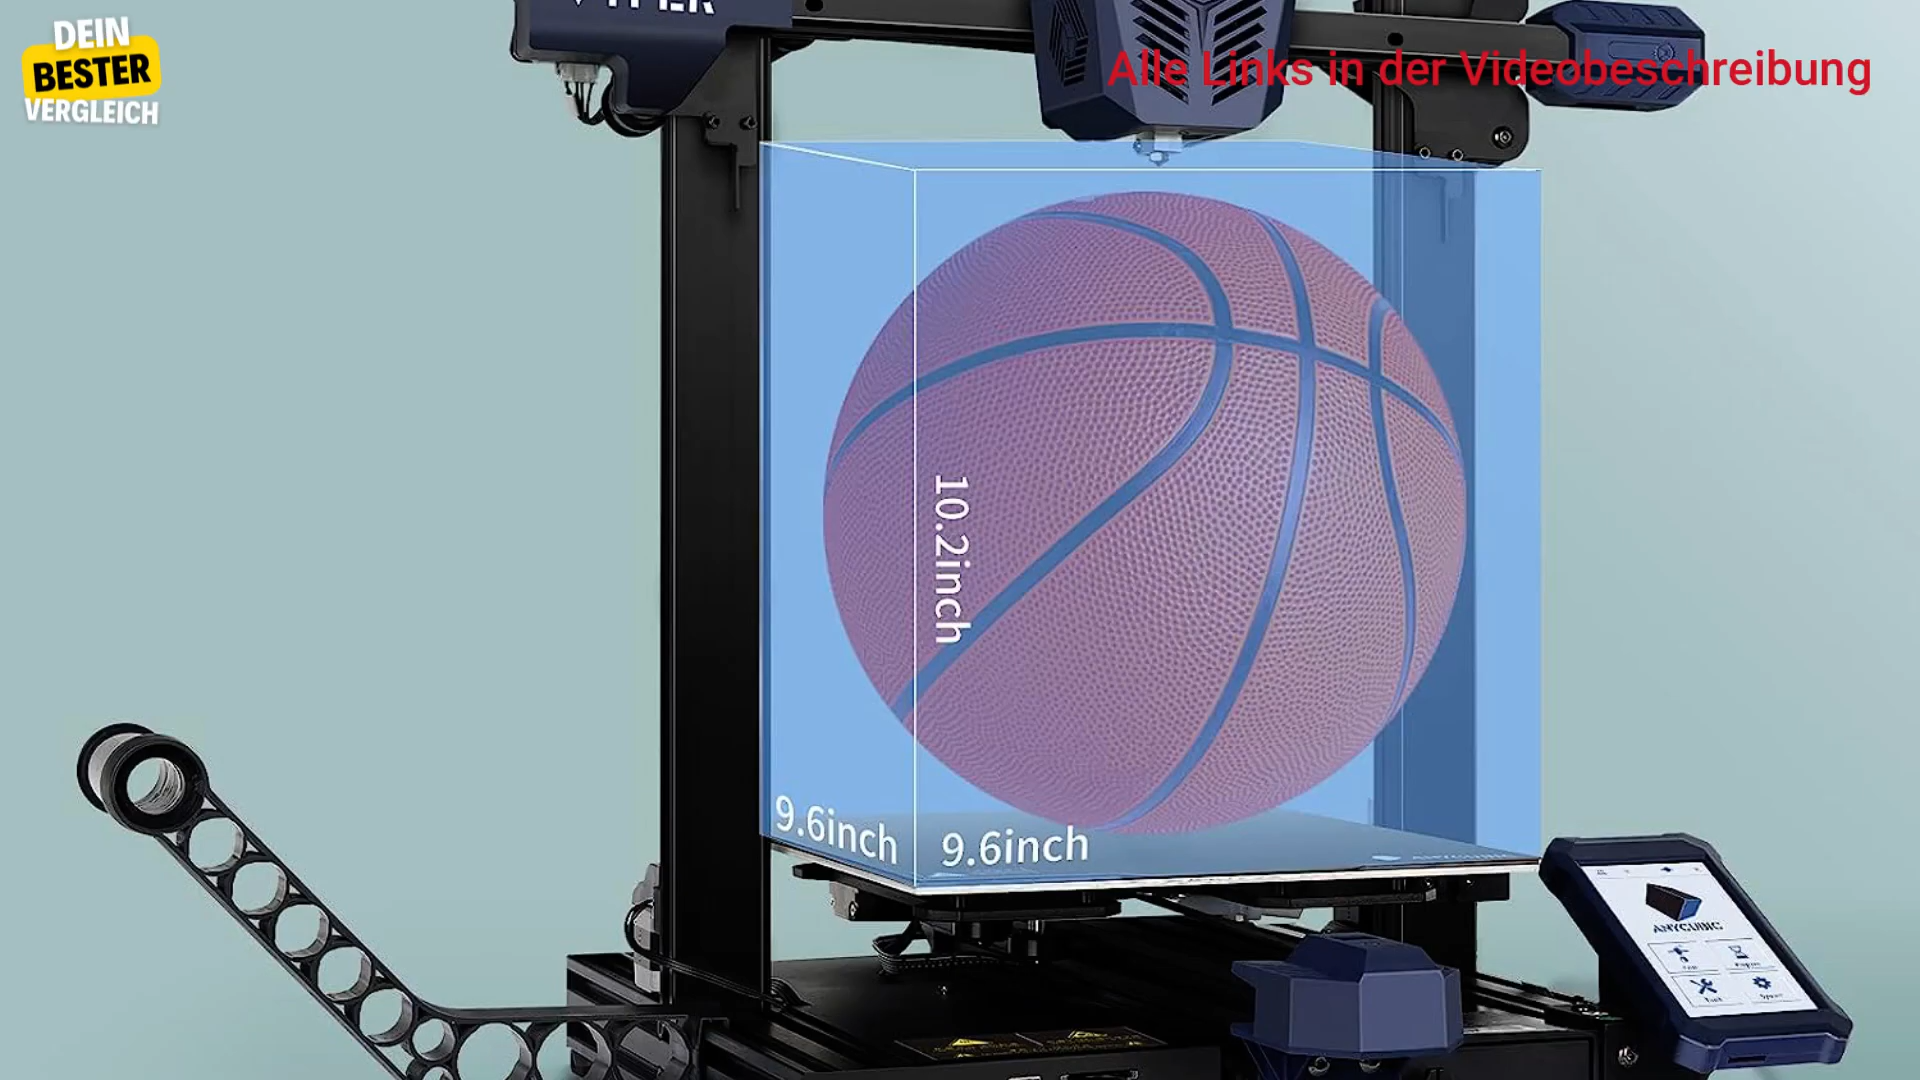 DEIN
BESTER
VERGLEICH
Alle Links in der Videobeschreibung
10.2inch
9.6inch
9.6inch
ANYCUBIC